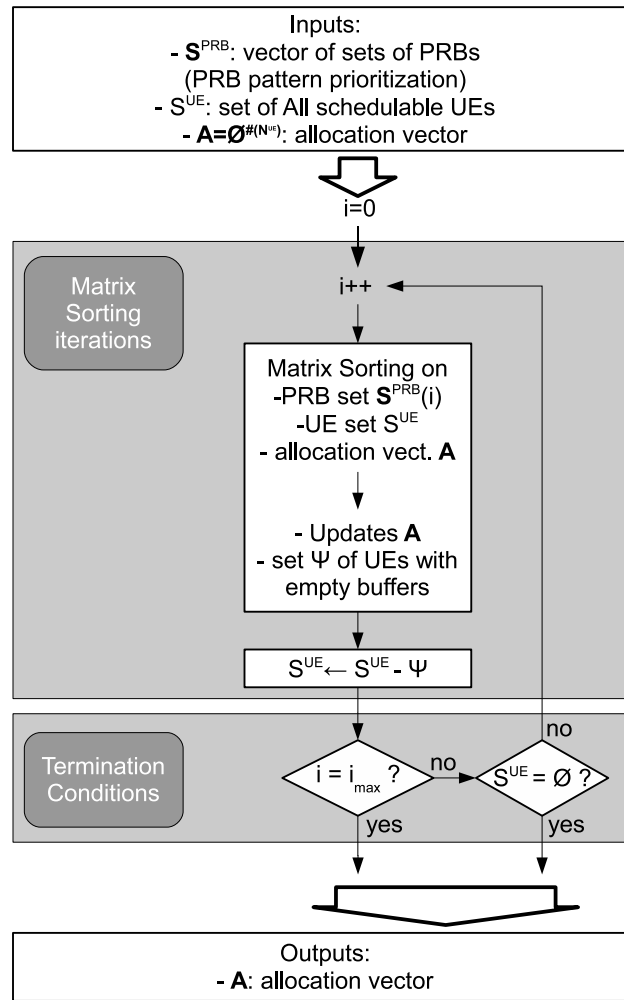 Inputs:
- S^PRB: vector of sets of PRBs
(PRB pattern prioritization)
- S^UE: set of All schedulable UEs
- A=Ø^#(N^UE): allocation vector
i=0
Matrix
Sorting
iterations
i++
Matrix Sorting on
-PRB set S^PRB(i)
-UE set S^UE
- allocation vect. A
- Updates A
- set Ψ of UEs with
empty buffers
S^UE ← S^UE - Ψ
Termination
Conditions
i = i_max ?
no
S^UE = Ø ?
no
yes
yes
Outputs:
- A: allocation vector